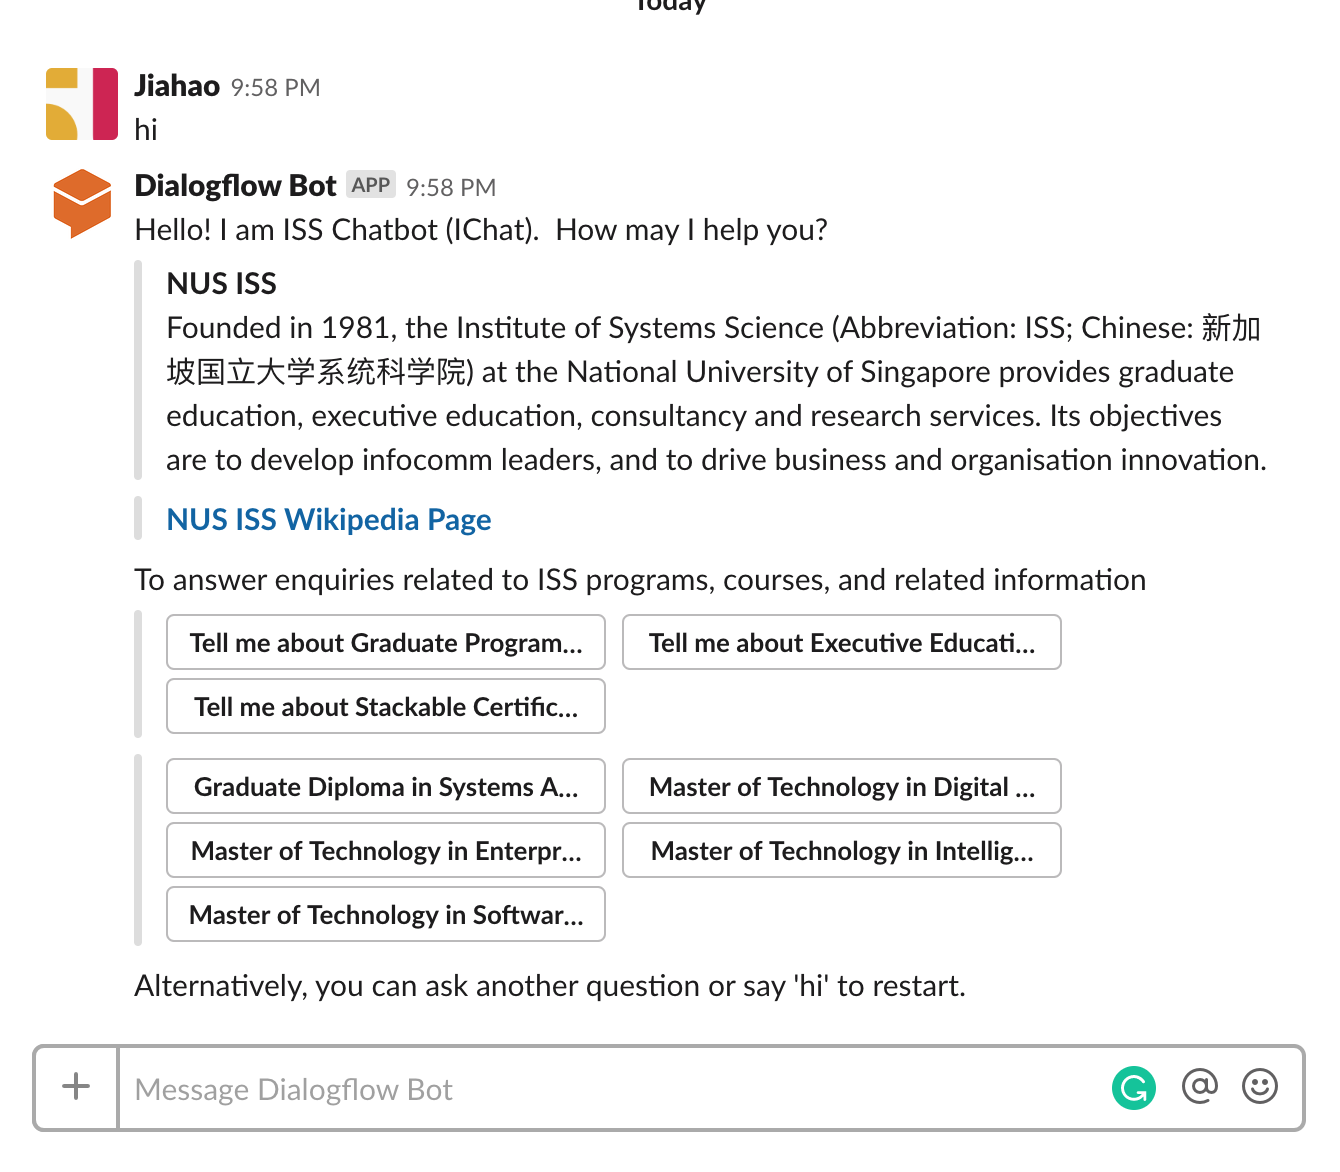 Today
Jiahao 9:58 PM
hi
Dialogflow Bot APP 9:58 PM
Hello! I am ISS Chatbot (IChat).  How may I help you?
NUS ISS
Founded in 1981, the Institute of Systems Science (Abbreviation: ISS; Chinese: 新加
坡国立大学系统科学院) at the National University of Singapore provides graduate
education, executive education, consultancy and research services. Its objectives
are to develop infocomm leaders, and to drive business and organisation innovation.
NUS ISS Wikipedia Page
To answer enquiries related to ISS programs, courses, and related information
Tell me about Graduate Program... Tell me about Executive Educati...
Tell me about Stackable Certific...
Graduate Diploma in Systems A... Master of Technology in Digital ...
Master of Technology in Enterpr... Master of Technology in Intellig...
Master of Technology in Softwar...
Alternatively, you can ask another question or say 'hi' to restart.
Message Dialogflow Bot